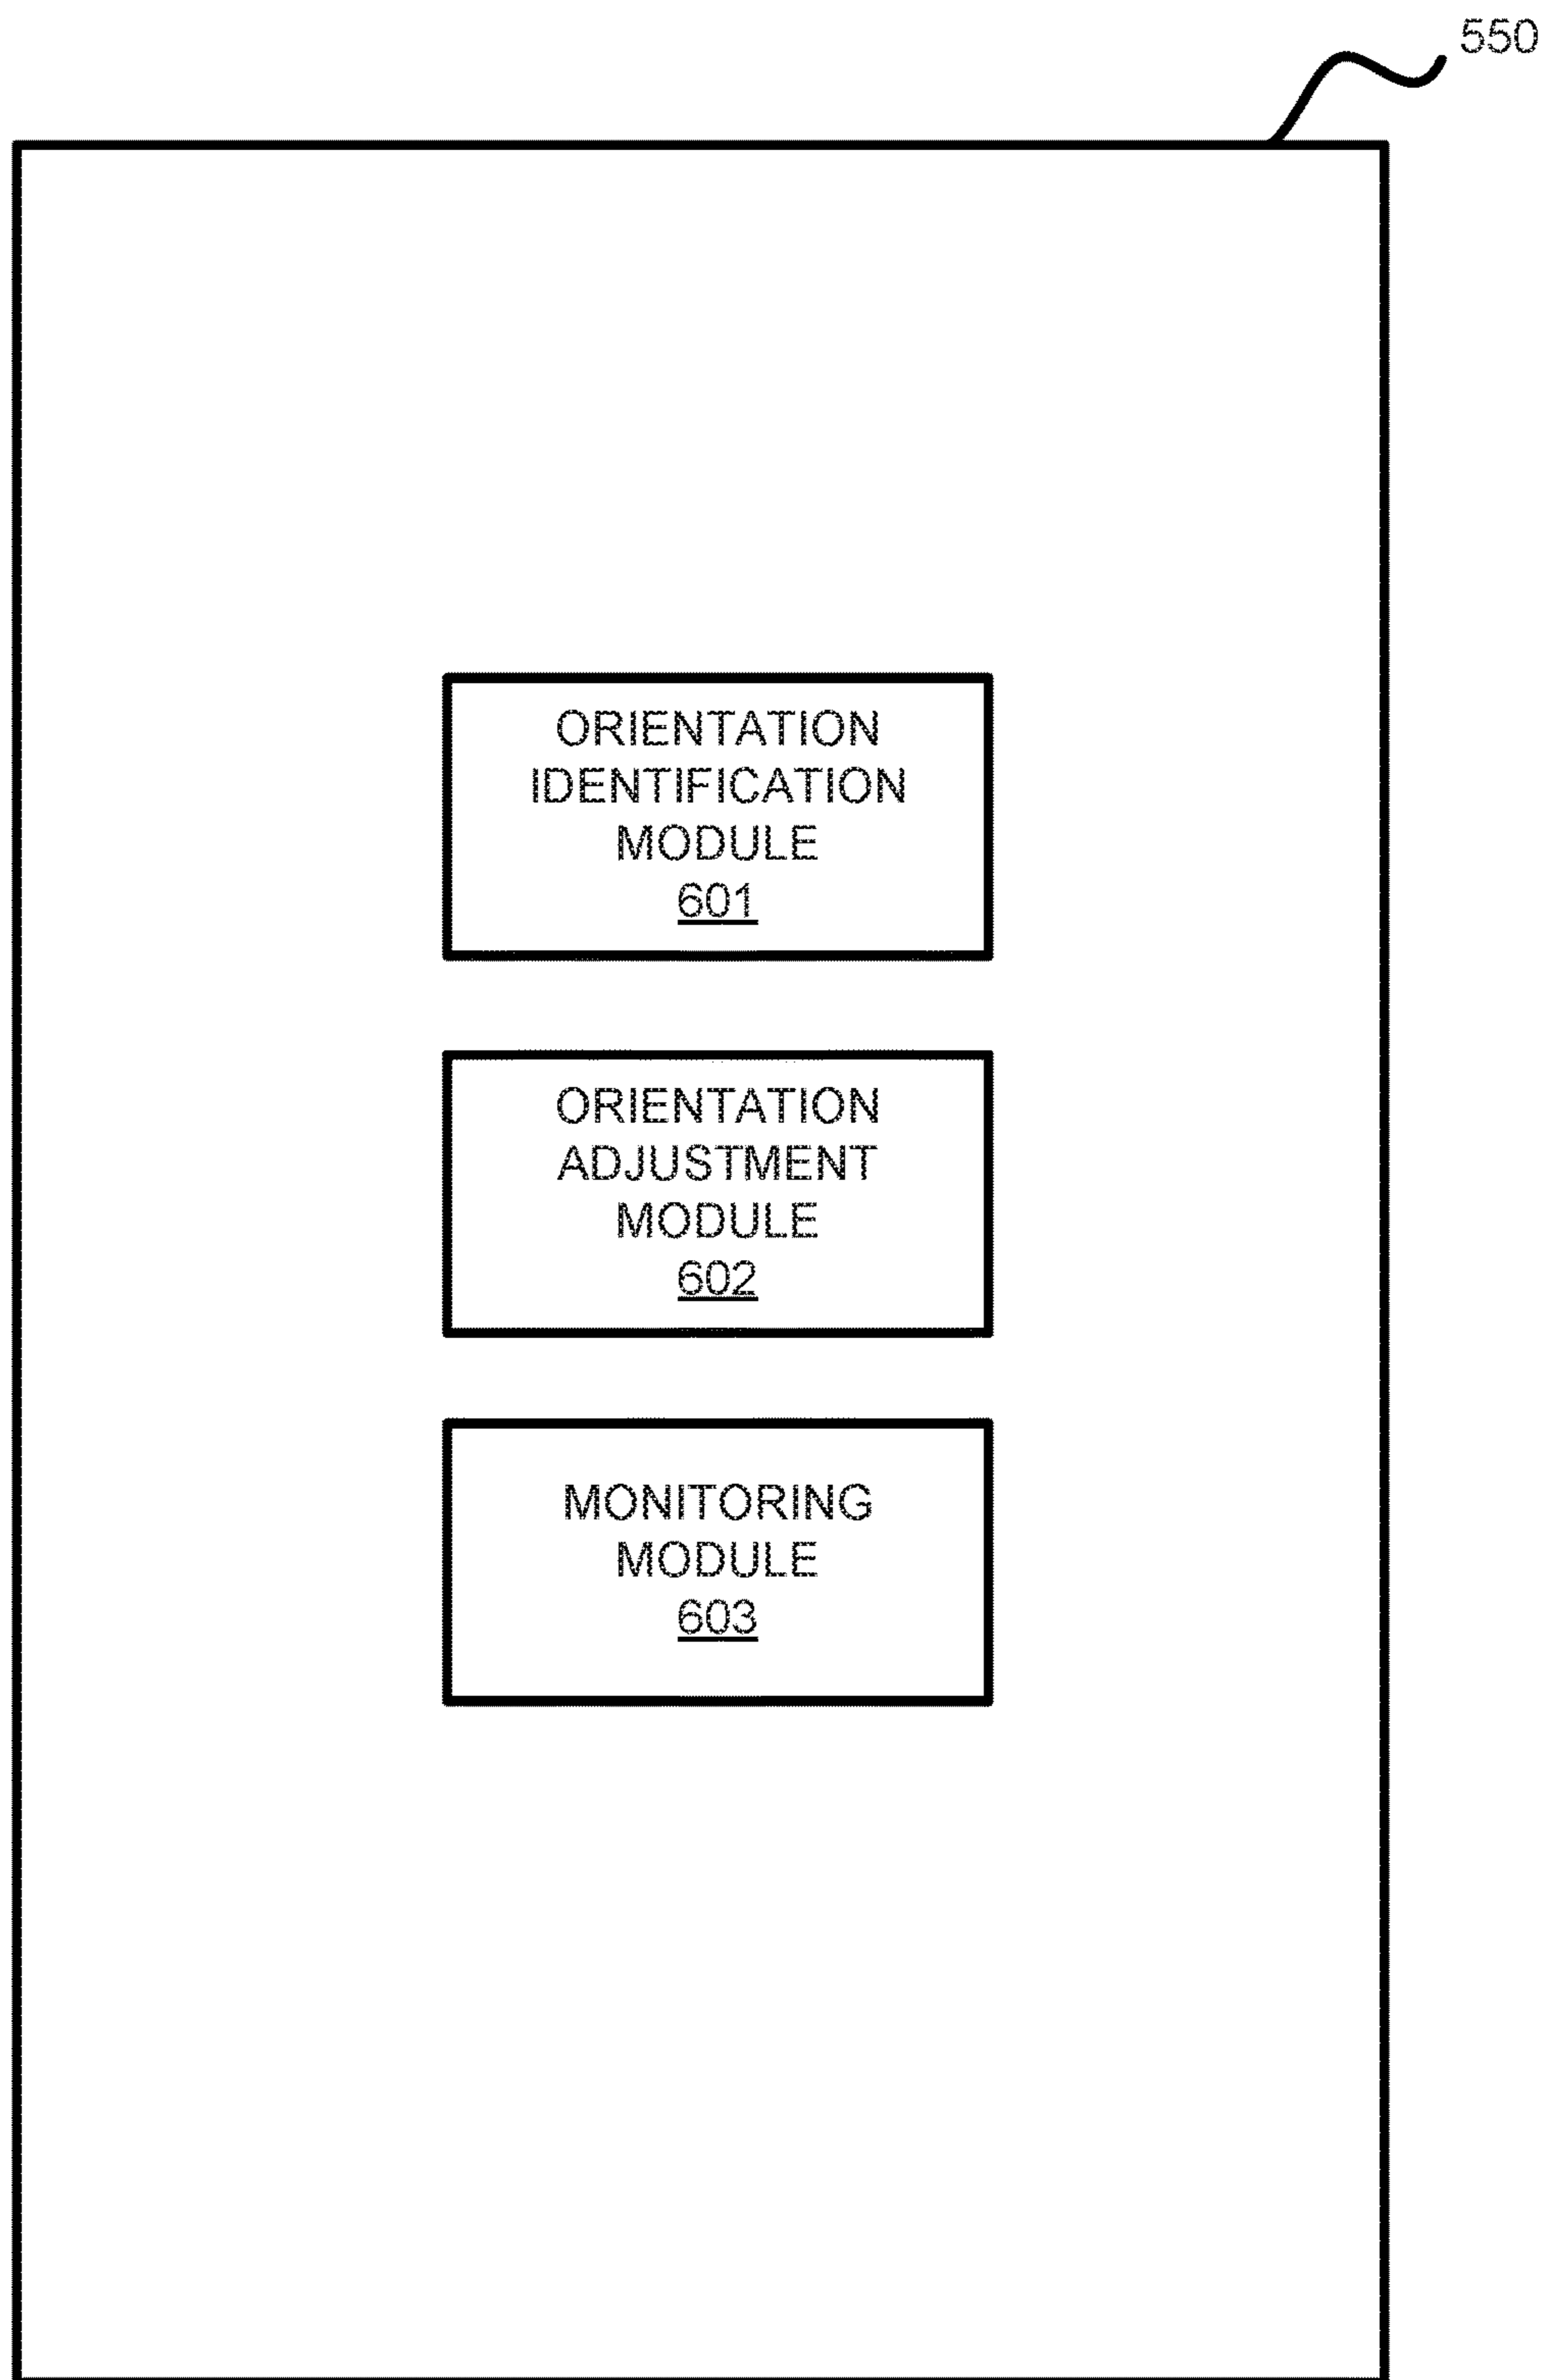 550
ORIENTATION
IDENTIFICATION
MODULE
601
ORIENTATION
ADJUSTMENT
MODULE
602
MONITORING
MODULE
603